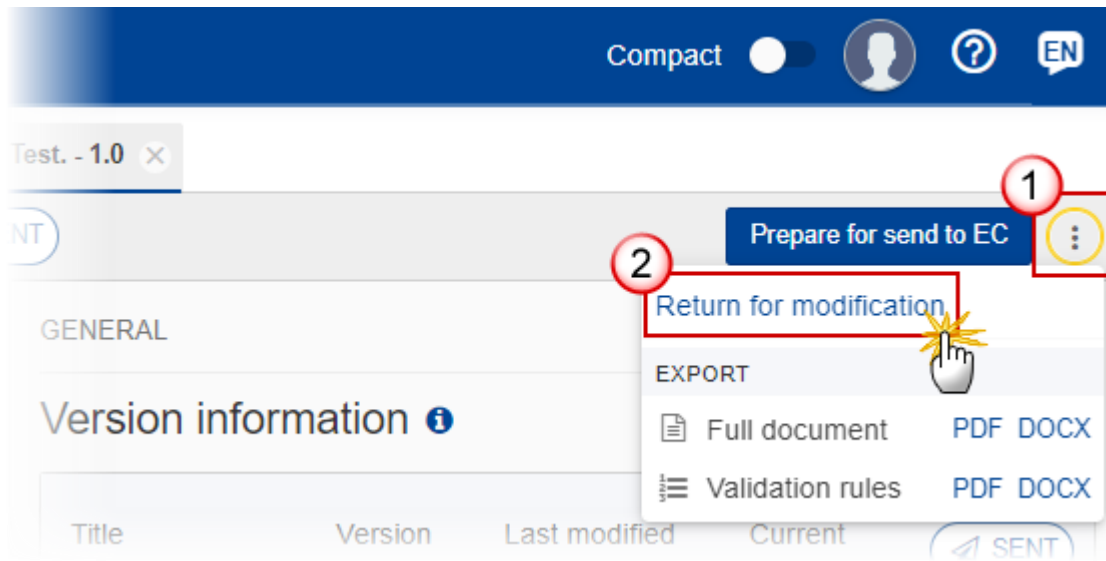 Compact EN
Test. - 1.0
1
NT) Prepare for send to EC
2
Return for modification
GENERAL
EXPORT
Version information
Full document PDF DOCX
Validation rules PDF DOCX
Title Version Last modified Current SENT